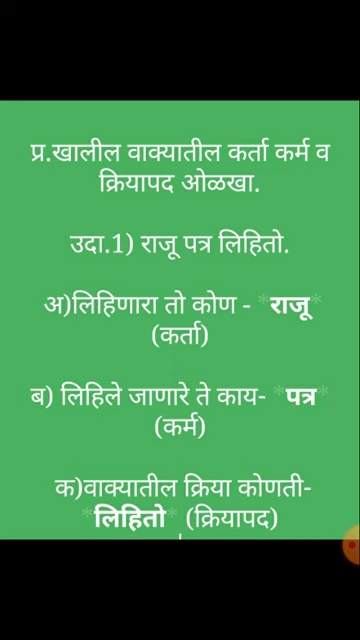 प्र.खालील वाक्यातील कर्ता कर्म व
क्रियापद ओळखा.
उदा.1) राजू पत्र लिहितो.
अ)लिहिणारा तो कोण - *राजू*
(कर्ता)
ब) लिहिले जाणारे ते काय- *पत्र*
(कर्म)
क)वाक्यातील क्रिया कोणती-
*लिहितो* (क्रियापद)